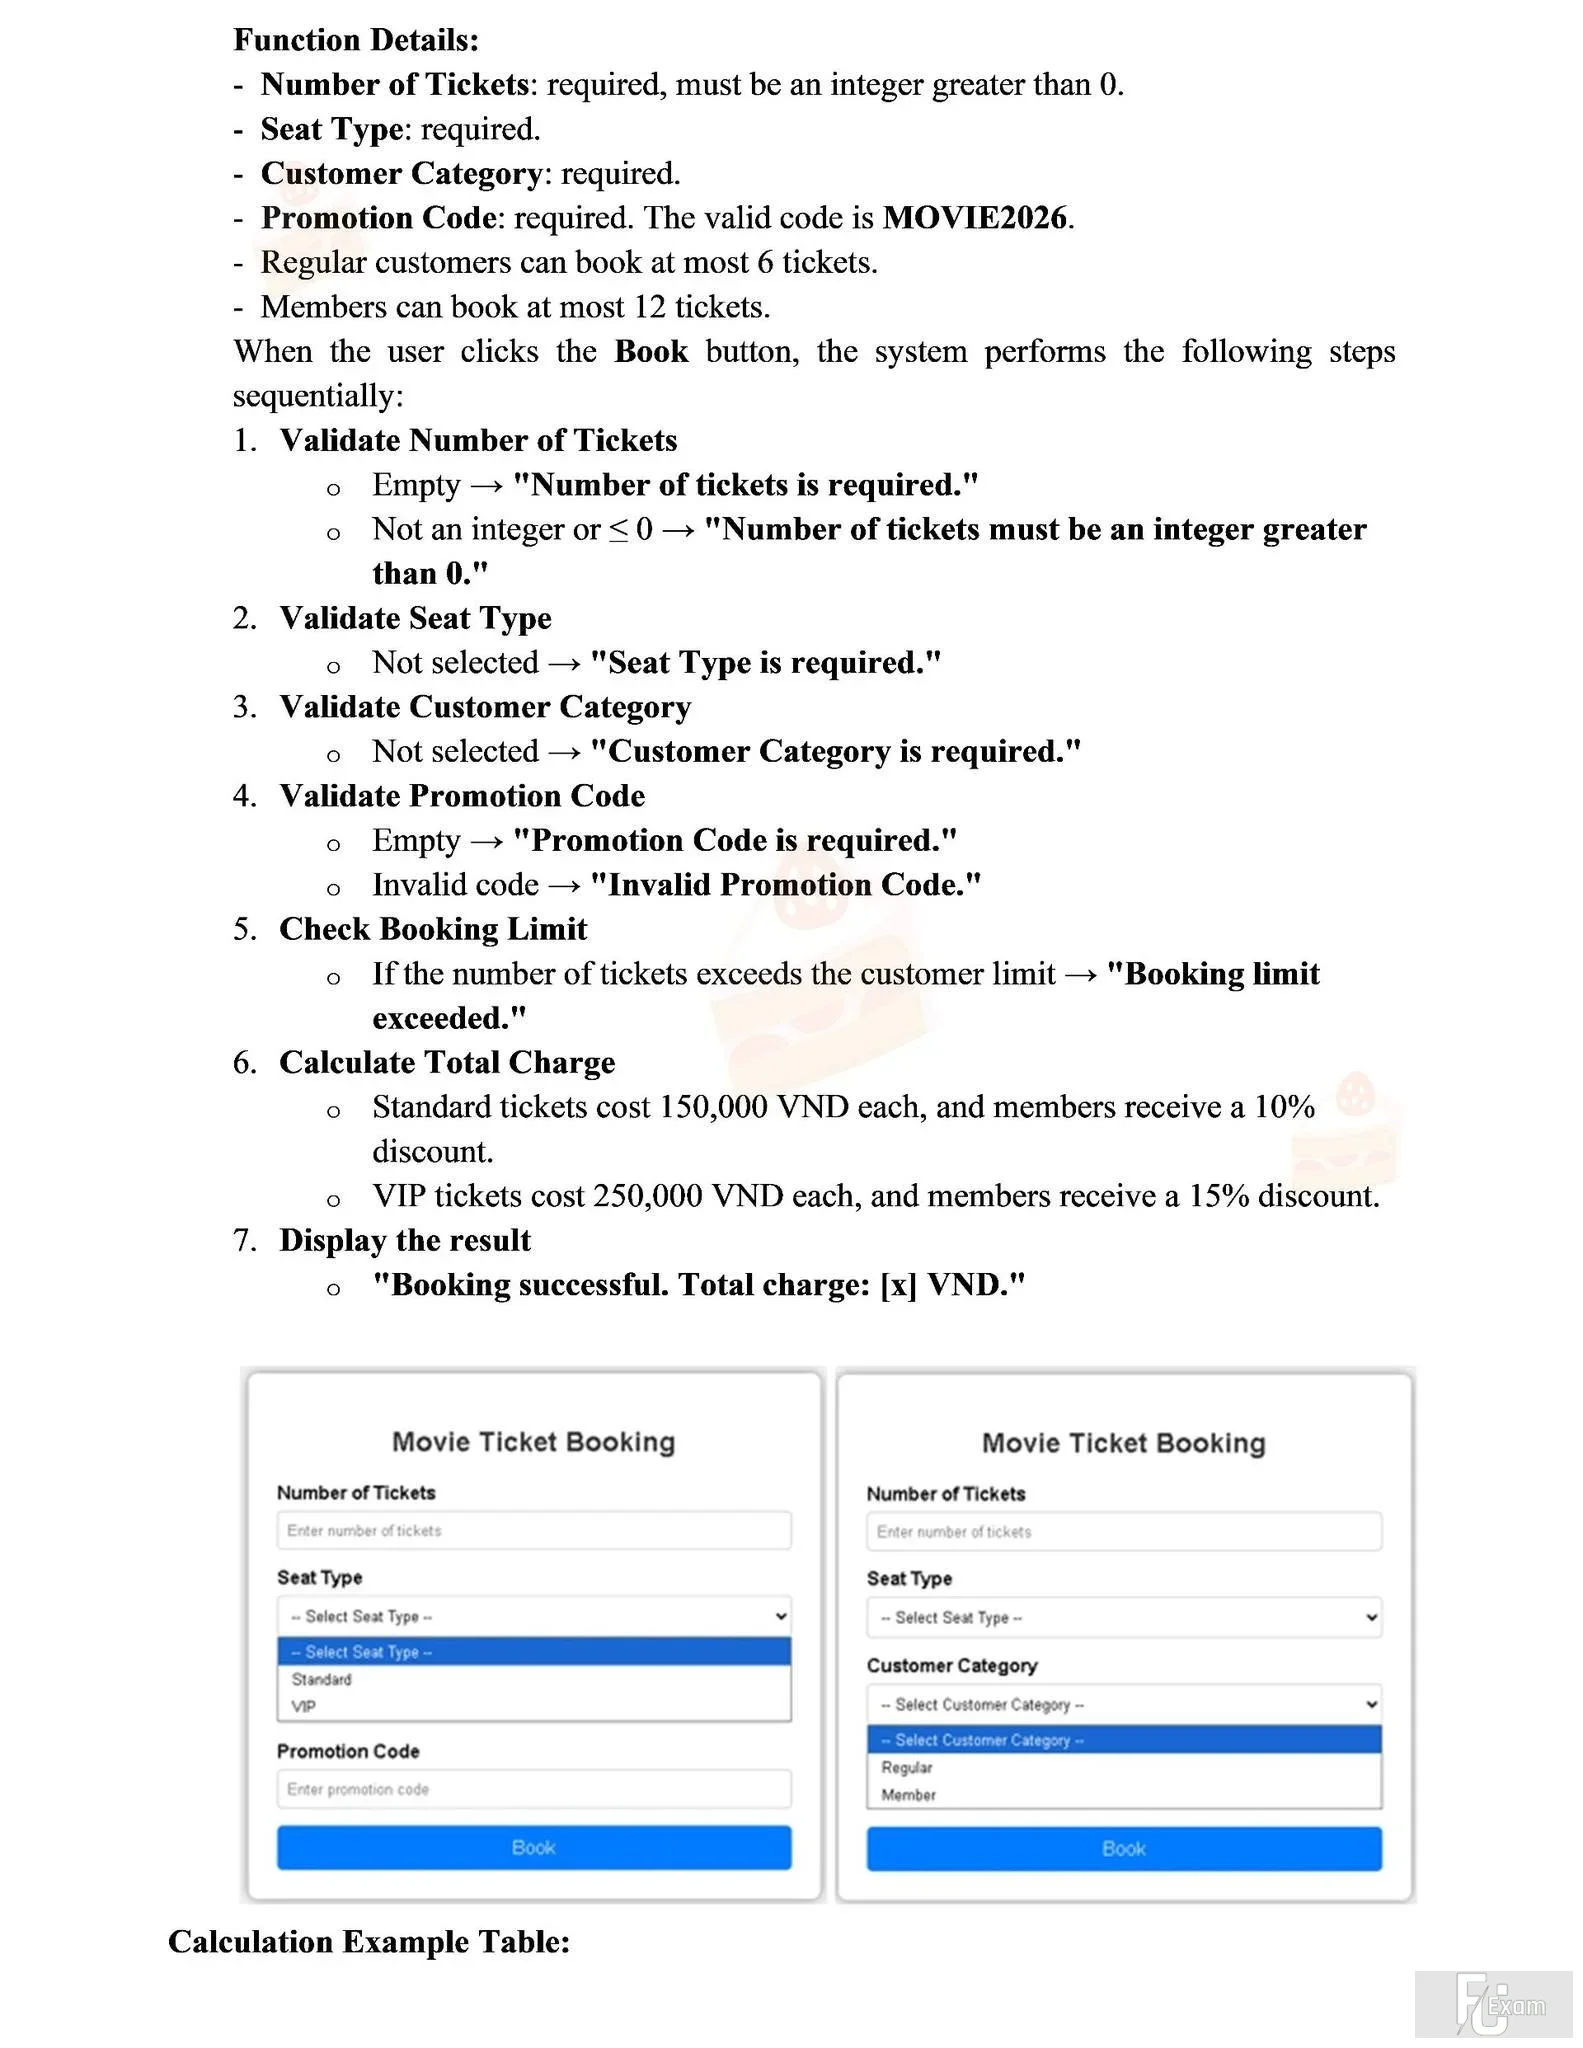 Function Details:
- Number of Tickets: required, must be an integer greater than 0.
- Seat Type: required.
- Customer Category: required.
- Promotion Code: required. The valid code is MOVIE2026.
- Regular customers can book at most 6 tickets.
- Members can book at most 12 tickets.
When the user clicks the Book button, the system performs the following steps
sequentially:
1. Validate Number of Tickets
o Empty → "Number of tickets is required."
o Not an integer or ≤ 0 → "Number of tickets must be an integer greater
than 0."
2. Validate Seat Type
o Not selected → "Seat Type is required."
3. Validate Customer Category
o Not selected → "Customer Category is required."
4. Validate Promotion Code
o Empty → "Promotion Code is required."
o Invalid code → "Invalid Promotion Code."
5. Check Booking Limit
o If the number of tickets exceeds the customer limit → "Booking limit
exceeded."
6. Calculate Total Charge
o Standard tickets cost 150,000 VND each, and members receive a 10%
discount.
o VIP tickets cost 250,000 VND each, and members receive a 15% discount.
7. Display the result
o "Booking successful. Total charge: [x] VND."
Movie Ticket Booking
Number of Tickets
Enter number of tickets
Seat Type
-- Select Seat Type --
-- Select Seat Type --
Standard
VIP
Promotion Code
Enter promotion code
Book
Movie Ticket Booking
Number of Tickets
Enter number of tickets
Seat Type
-- Select Seat Type --
Customer Category
-- Select Customer Category --
-- Select Customer Category --
Regular
Member
Book
Calculation Example Table:
Exam